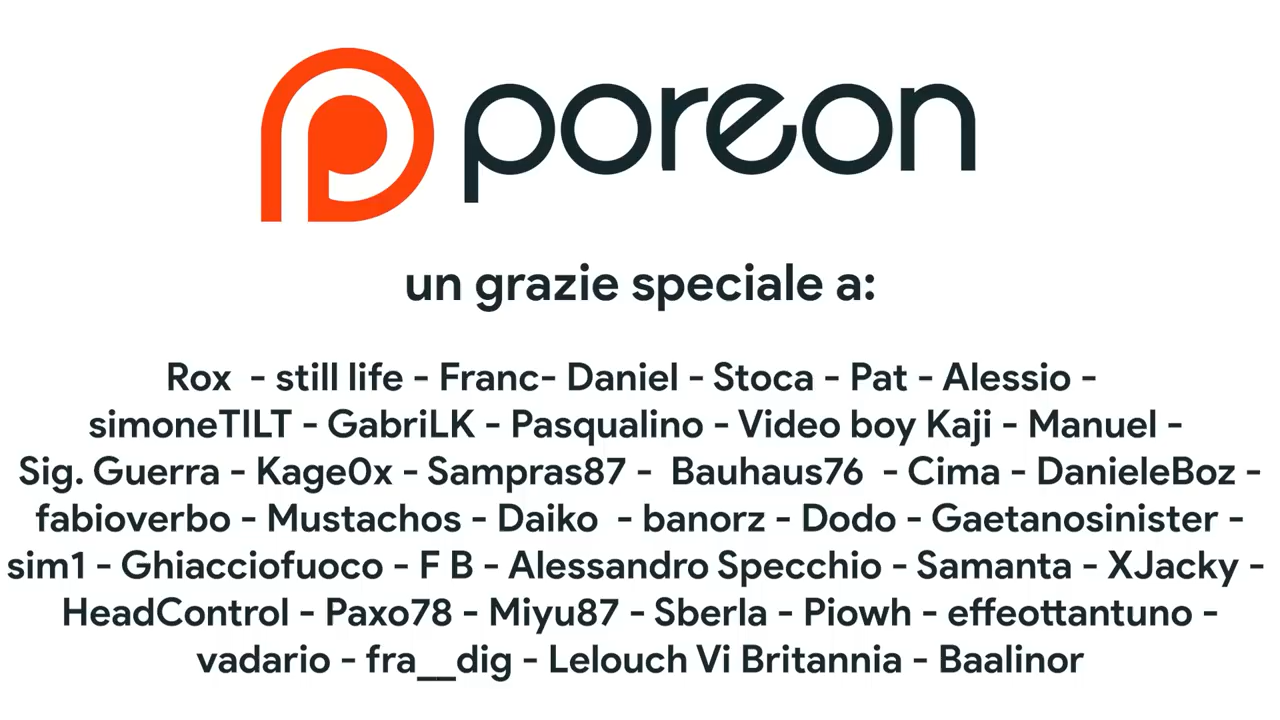 poreon
un grazie speciale a:
Rox - still life - Franc- Daniel - Stoca - Pat - Alessio -
simoneTILT - GabriLK - Pasqualino - Video boy Kaji - Manuel -
Sig. Guerra - Kage0x - Sampras87 - Bauhaus76 - Cima - DanieleBoz -
fabioverbo - Mustachos - Daiko - banorz - Dodo - Gaetanosinister -
sim1 - Ghiacciofuoco - F B - Alessandro Specchio - Samanta - XJacky -
HeadControl - Paxo78 - Miyu87 - Sberla - Piowh - effeottantuno -
vadario - fra__dig - Lelouch Vi Britannia - Baalinor